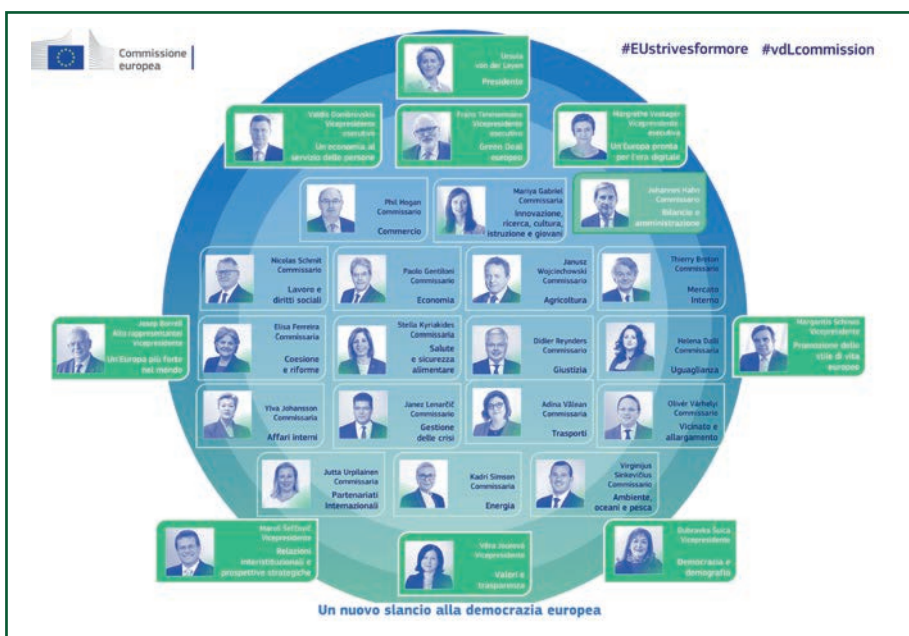 Commissione
europea
#EUstrivesformore #vdLcommission
Ursula
von der Leyen
Presidente
Valdis Dombrovskis
Vicepresidente
esecutivo
Un'economia al
servizio delle persone
Frans Timmermans
Vicepresidente
esecutivo
Green Deal
europeo
Margrethe Vestager
Vicepresidente
esecutiva
Un'Europa pronta
per l'era digitale
Phil Hogan
Commissario
Commercio
Mariya Gabriel
Commissaria
Innovazione,
ricerca, cultura,
istruzione e giovani
Johannes Hahn
Commissario
Bilancio e
amministrazione
Nicolas Schmit
Commissario
Lavoro e
diritti sociali
Paolo Gentiloni
Commissario
Economia
Janusz
Wojciechowski
Commissario
Agricoltura
Thierry Breton
Commissario
Mercato
Interno
Josep Borrell
Alto rappresentante/
Vicepresidente
Un'Europa più forte
nel mondo
Elisa Ferreira
Commissaria
Coesione
e riforme
Stella Kyriakides
Commissaria
Salute
e sicurezza
alimentare
Didier Reynders
Commissario
Giustizia
Helena Dalli
Commissaria
Uguaglianza
Margaritis Schinas
Vicepresidente
Promozione dello
stile di vita
europeo
Ylva Johansson
Commissaria
Affari interni
Janez Lenarčič
Commissario
Gestione
delle crisi
Adina Vălean
Commissaria
Trasporti
Olivér Várhelyi
Commissario
Vicinato e
allargamento
Jutta Urpilainen
Commissaria
Partenariati
Internazionali
Kadri Simson
Commissaria
Energia
Virginijus
Sinkevičius
Commissario
Ambiente,
oceani e pesca
Maroš Šefčovič
Vicepresidente
Relazioni
interistituzionali e
prospettive strategiche
Věra Jourová
Vicepresidente
Valori e
trasparenza
Dubravka Šuica
Vicepresidente
Democrazia e
demografia
Un nuovo slancio alla democrazia europea